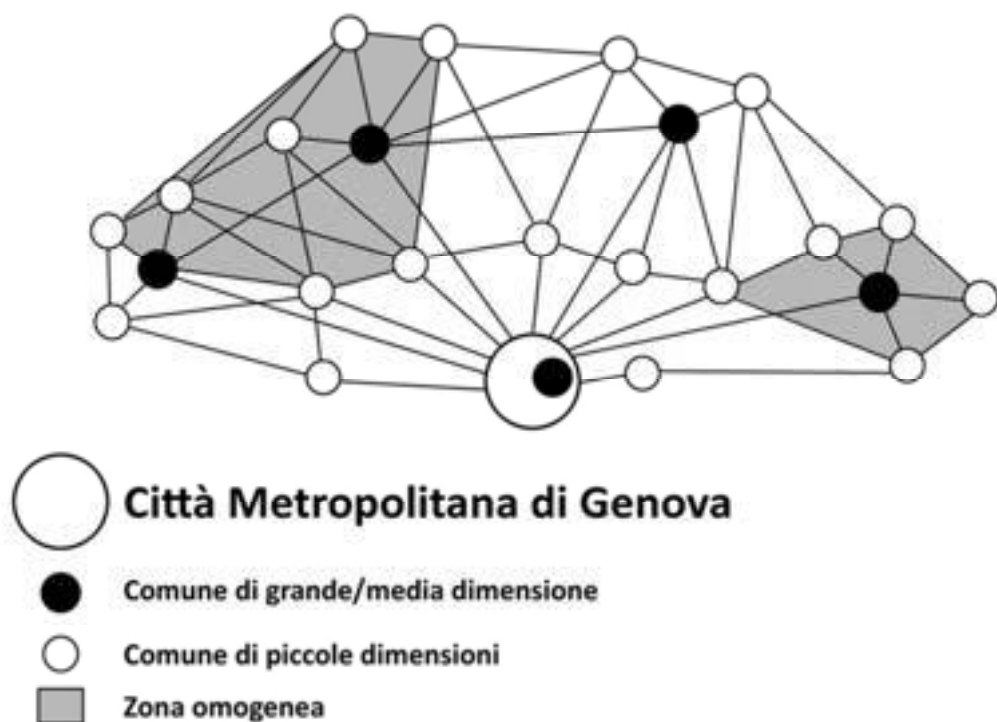 Città Metropolitana di Genova
Comune di grande/media dimensione
Comune di piccole dimensioni
Zona omogenea